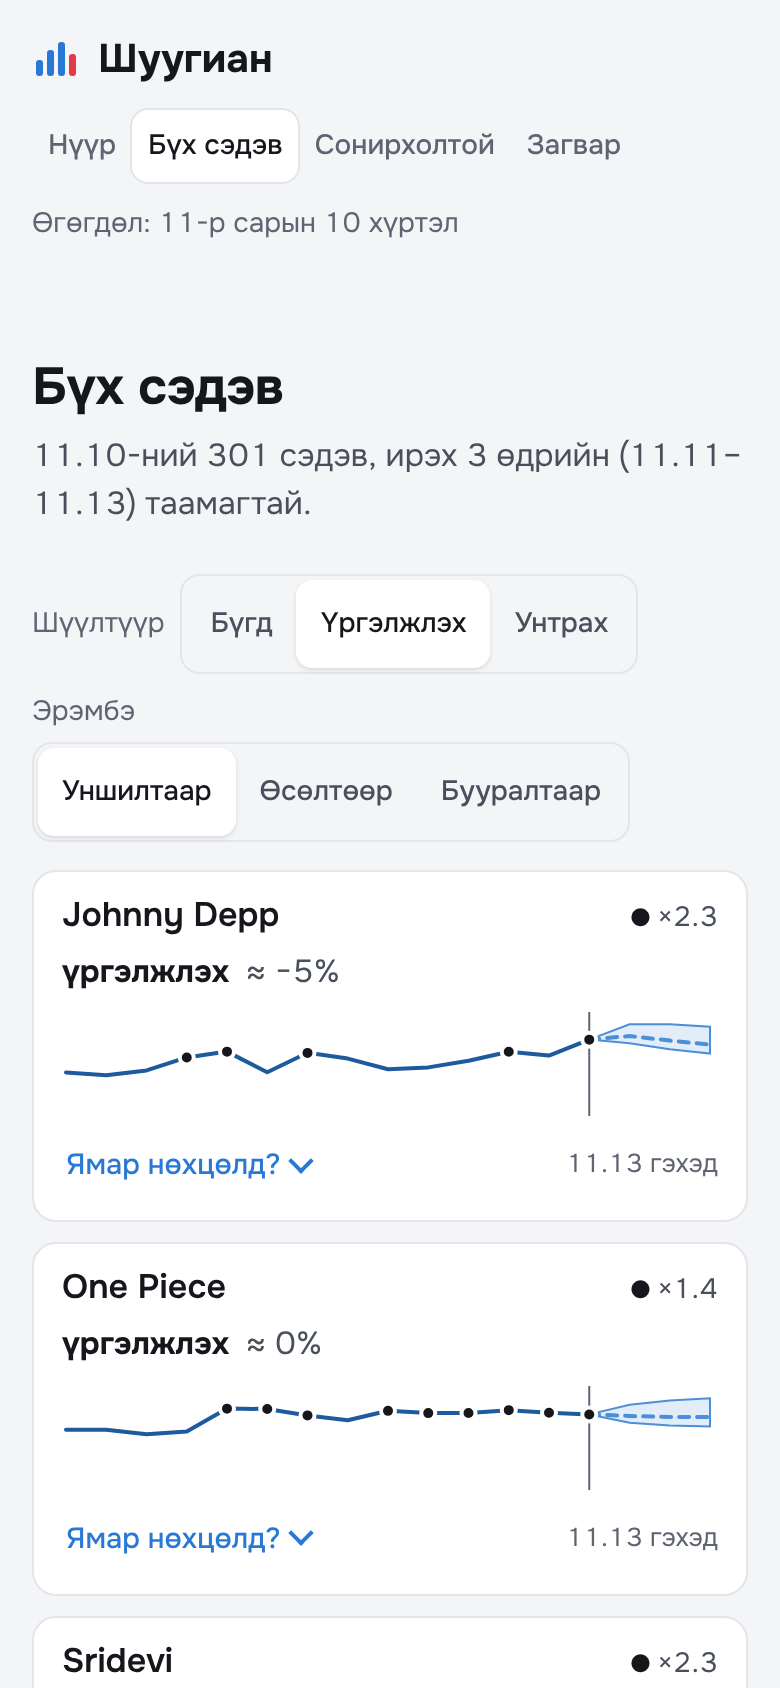 Шуугиан
Нүүр Бүх сэдэв Сонирхолтой Загвар
Өгөгдөл: 11-р сарын 10 хүртэл
Бүх сэдэв
11.10-ний 301 сэдэв, ирэх 3 өдрийн (11.11–
11.13) таамагтай.
Шүүлтүүр Бүгд Үргэлжлэх Унтрах
Эрэмбэ
Уншилтаар Өсөлтөөр Бууралтаар
Johnny Depp ×2.3
үргэлжлэх ≈ −5%
Ямар нөхцөлд? 11.13 гэхэд
One Piece ×1.4
үргэлжлэх ≈ 0%
Ямар нөхцөлд? 11.13 гэхэд
Sridevi ×2.3